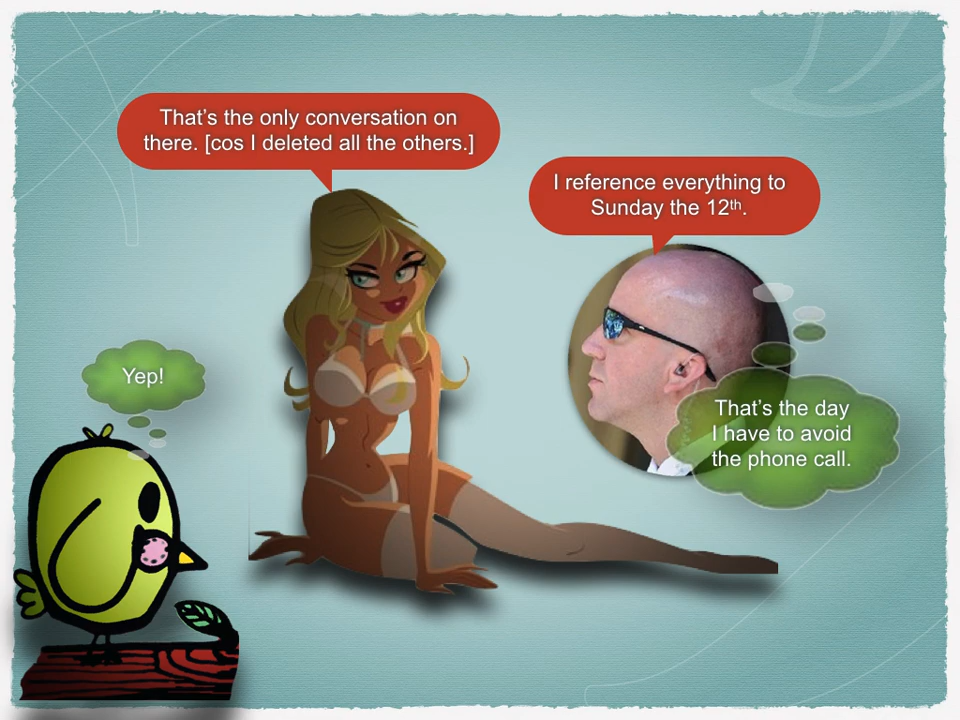 That’s the only conversation on
there. [cos I deleted all the others.]
I reference everything to
Sunday the 12th.
Yep!
That’s the day
I have to avoid
the phone call.